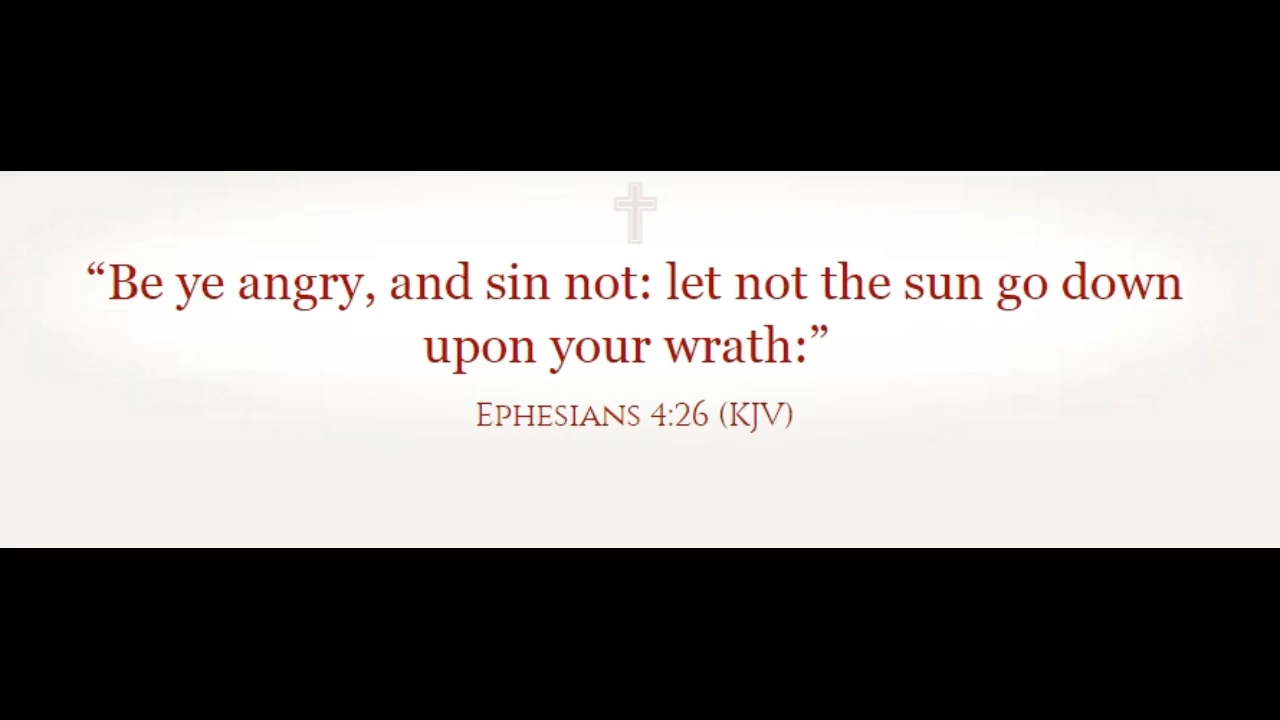 “Be ye angry, and sin not: let not the sun go down
upon your wrath:”
Ephesians 4:26 (KJV)